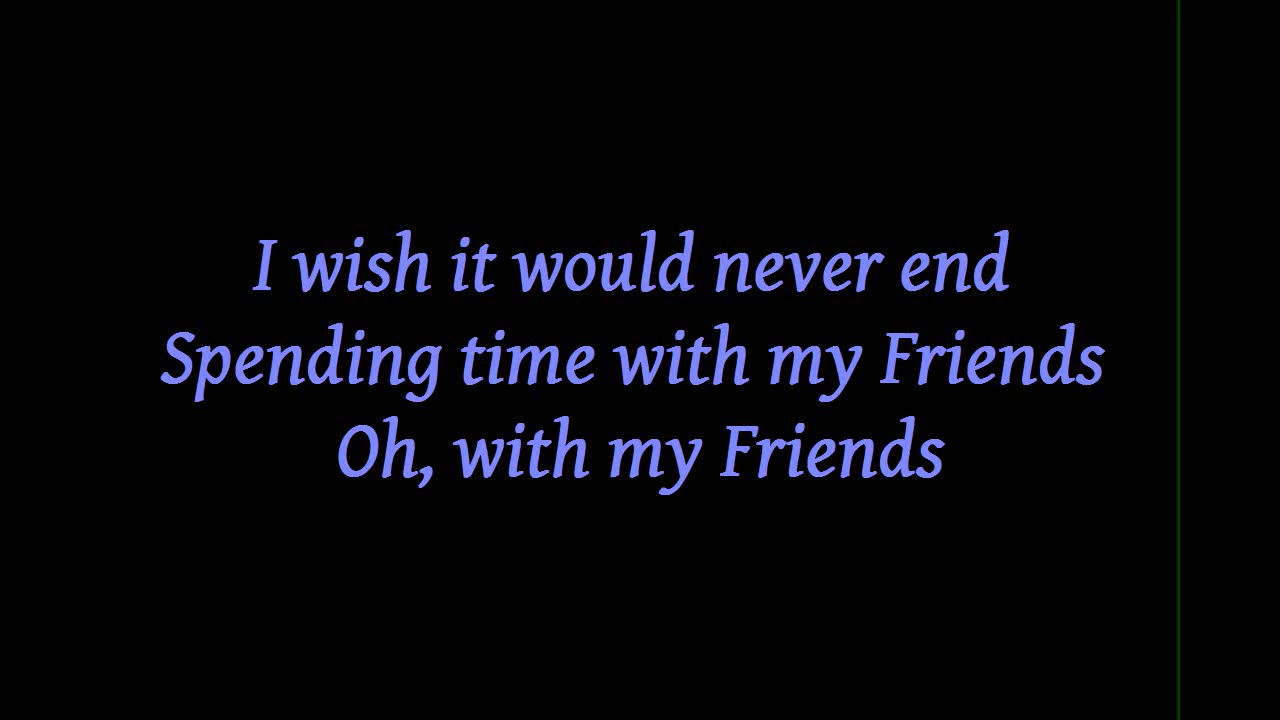 I wish it would never end
Spending time with my Friends
Oh, with my Friends